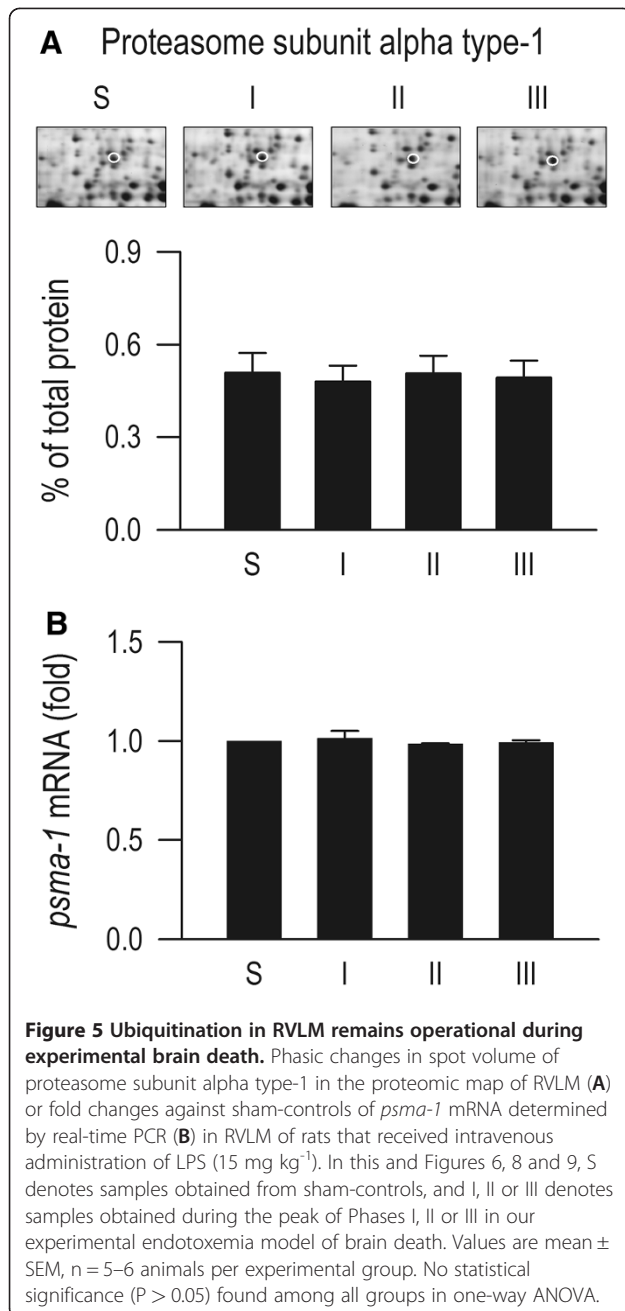 A Proteasome subunit alpha type-1
S I II III
0.9
0.6
0.3
0.0
% of total protein
S I II III
B
1.5
1.0
0.5
0.0
psma-1 mRNA (fold)
S I II III
Figure 5 Ubiquitination in RVLM remains operational during
experimental brain death. Phasic changes in spot volume of
proteasome subunit alpha type-1 in the proteomic map of RVLM (A)
or fold changes against sham-controls of psma-1 mRNA determined
by real-time PCR (B) in RVLM of rats that received intravenous
administration of LPS (15 mg kg⁻¹). In this and Figures 6, 8 and 9, S
denotes samples obtained from sham-controls, and I, II or III denotes
samples obtained during the peak of Phases I, II or III in our
experimental endotoxemia model of brain death. Values are mean ±
SEM, n = 5–6 animals per experimental group. No statistical
significance (P > 0.05) found among all groups in one-way ANOVA.